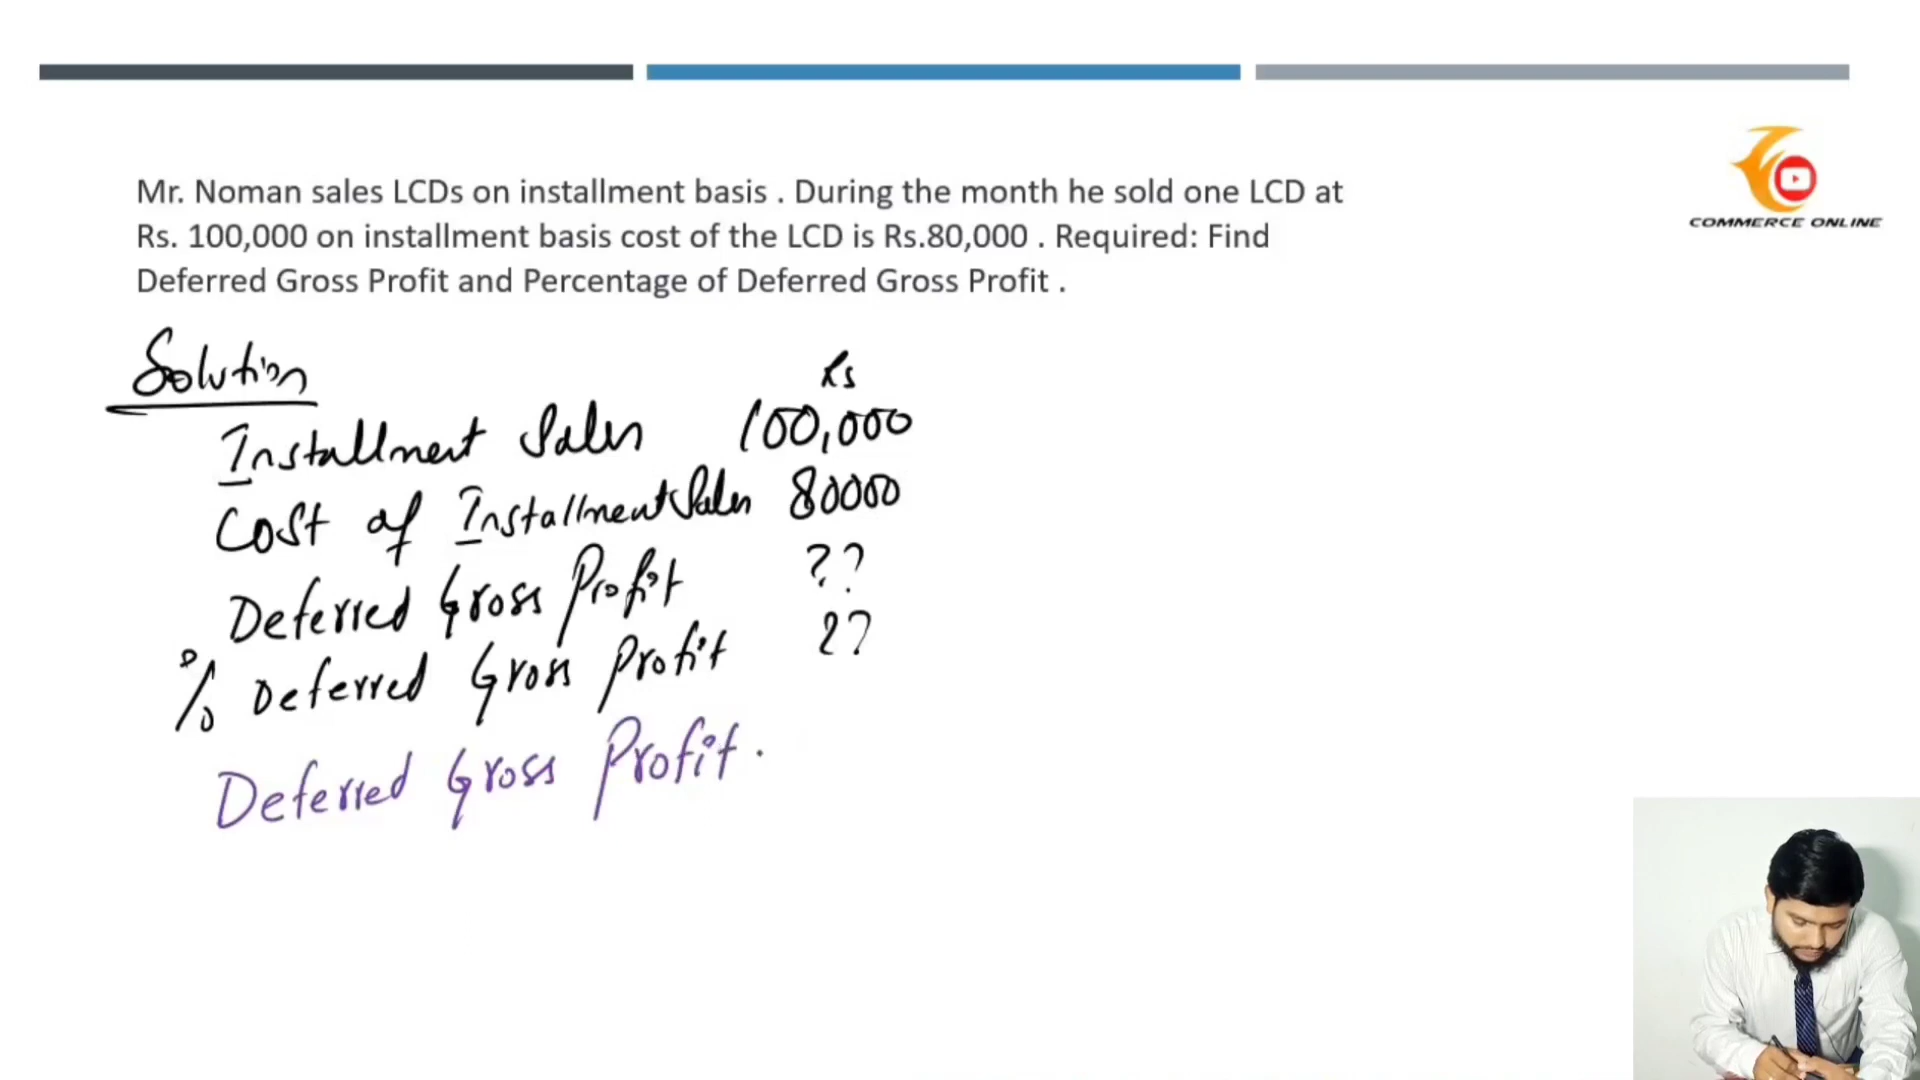 COMMERCE ONLINE
Mr. Noman sales LCDs on installment basis . During the month he sold one LCD at
Rs. 100,000 on installment basis cost of the LCD is Rs.80,000 . Required: Find
Deferred Gross Profit and Percentage of Deferred Gross Profit .
Solution
Rs
Installment Sales 100,000
Cost of Installment Sales 80000
Deferred Gross Profit ??
% Deferred Gross Profit ??
Deferred Gross Profit .